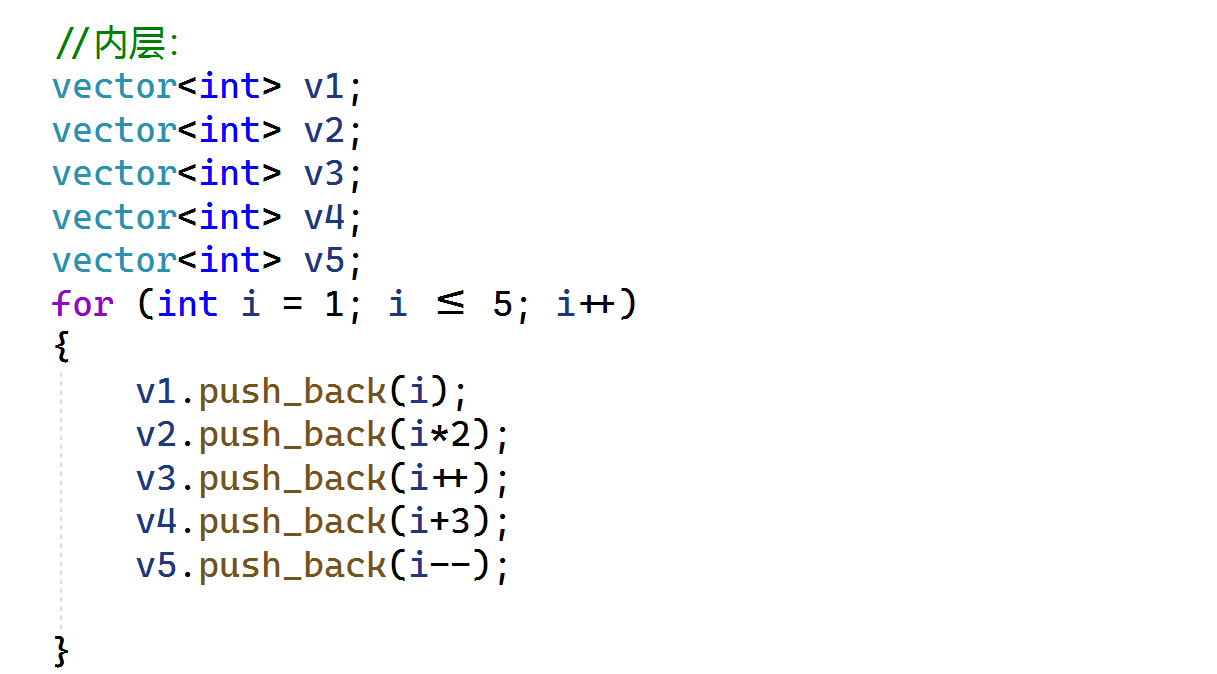 //内层：
vector<int> v1;
vector<int> v2;
vector<int> v3;
vector<int> v4;
vector<int> v5;
for (int i = 1; i <= 5; i++)
{
    v1.push_back(i);
    v2.push_back(i*2);
    v3.push_back(i++);
    v4.push_back(i+3);
    v5.push_back(i--);
}